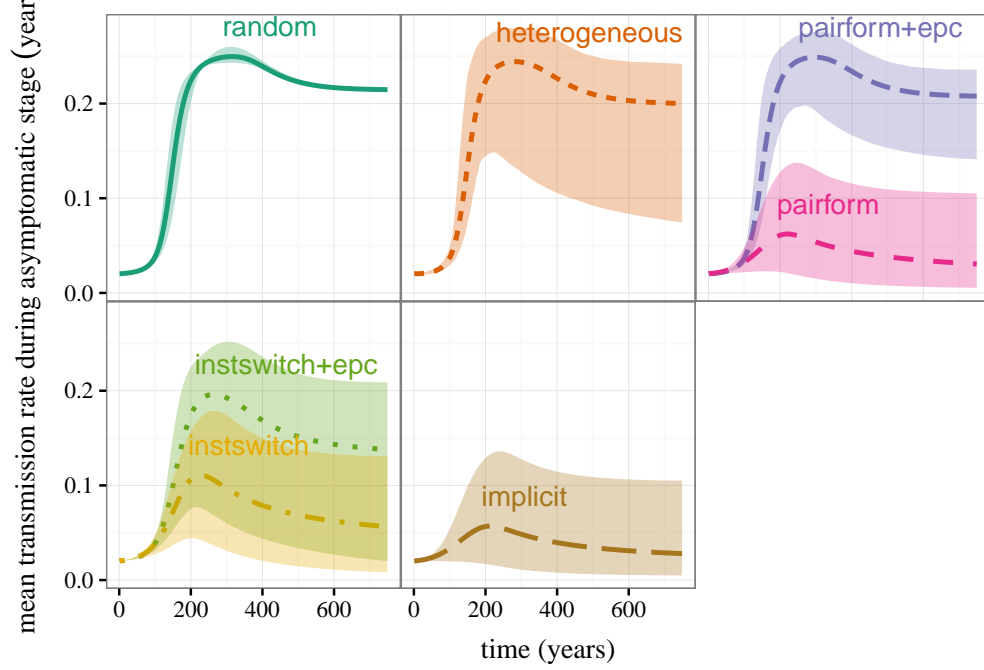 random
heterogeneous
pairform+epc
pairform
0.2
0.1
0.0
instswitch+epc
instswitch
implicit
0.2
0.1
0.0
0 200 400 600
0 200 400 600
time (years)
mean transmission rate during asymptomatic stage (year